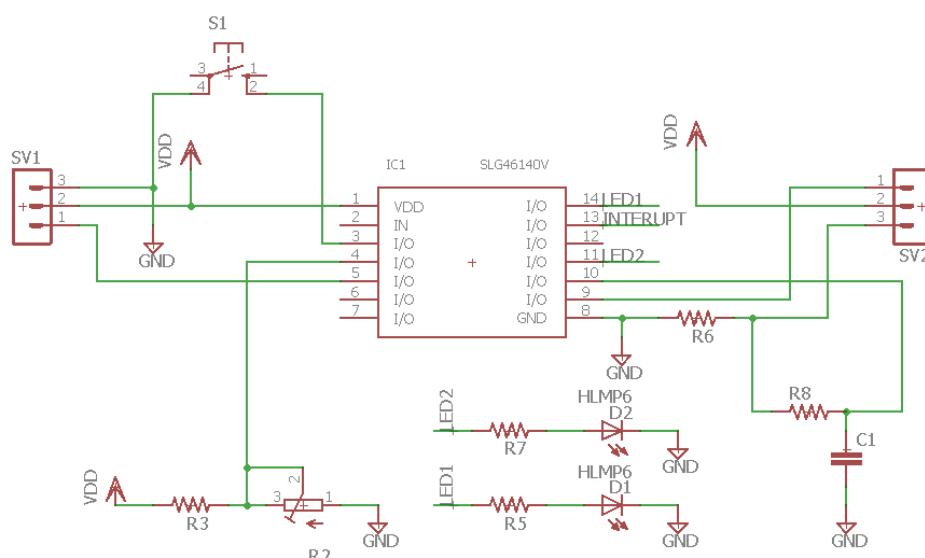 S1
3
1
4
2
VDD
SV1
3
2
1
GND
IC1
SLG46140V
1
VDD
2
IN
3
I/O
4
I/O
5
I/O
6
I/O
7
I/O
I/O
14
LED1
I/O
13
INTERUPT
I/O
12
I/O
11
LED2
I/O
10
I/O
9
GND
8
VDD
1
2
3
SV2
R6
GND
R8
C1
GND
LED2
R7
HLMP6
D2
GND
LED1
R5
HLMP6
D1
GND
VDD
R3
2
3
1
R2
GND